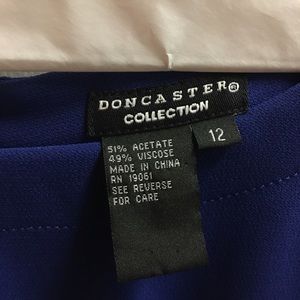 DONCASTER®
COLLECTION
12
51% ACETATE
49% VISCOSE
MADE IN CHINA
RN 19061
SEE REVERSE
FOR CARE